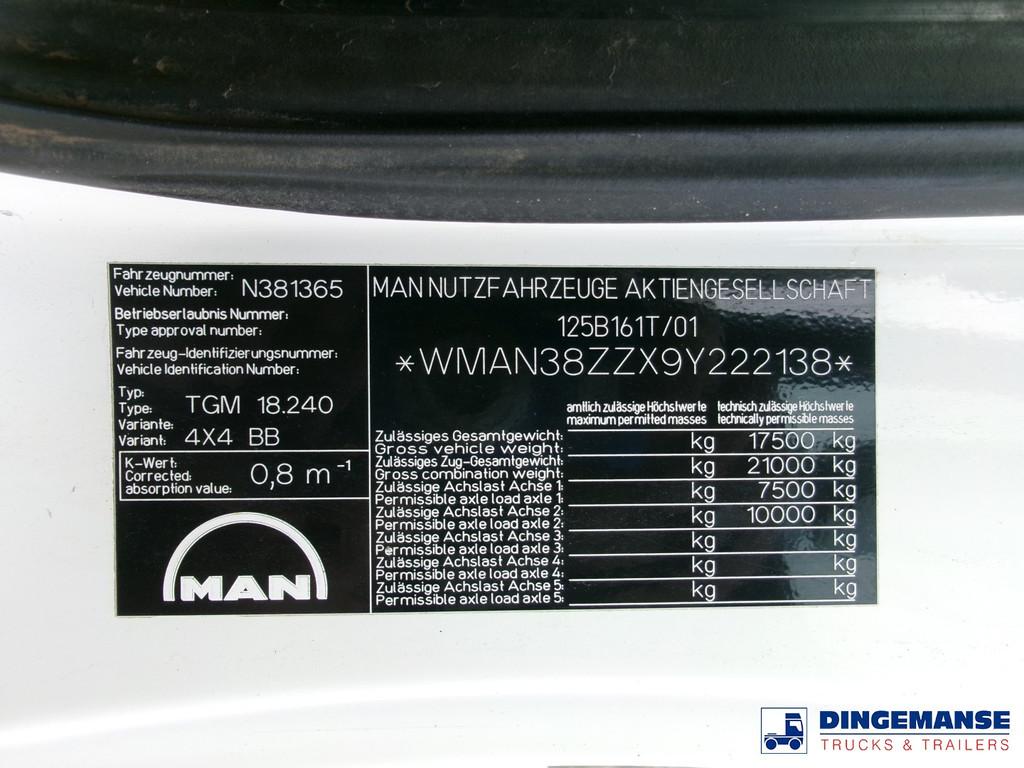 Fahrzeugnummer:
Vehicle Number: N381365
Betriebserlaubnis Nummer:
Type approval number:
Fahrzeug-Identifizierungsnummer:
Vehicle Identification Number:
Typ:
Type: TGM 18.240
Variante:
Variant: 4X4 BB
K-Wert:
Corrected: 0,8 m⁻¹
absorption value:
MAN
MAN NUTZFAHRZEUGE AKTIENGESELLSCHAFT
125B161T/01
*WMAN38ZZX9Y222138*
amtlich zulässige Höchstwerte technisch zulässige Höchstwerte
maximum permitted masses technically permissible masses
Zulässiges Gesamtgewicht:
Gross vehicle weight: kg 17500 kg
Zulässiges Zug-Gesamtgewicht:
Gross combination weight: kg 21000 kg
Zulässige Achslast Achse 1:
Permissible axle load axle 1: kg 7500 kg
Zulässige Achslast Achse 2:
Permissible axle load axle 2: kg 10000 kg
Zulässige Achslast Achse 3:
Permissible axle load axle 3: kg kg
Zulässige Achslast Achse 4:
Permissible axle load axle 4: kg kg
Zulässige Achslast Achse 5:
Permissible axle load axle 5: kg kg
DINGEMANSE
TRUCKS & TRAILERS